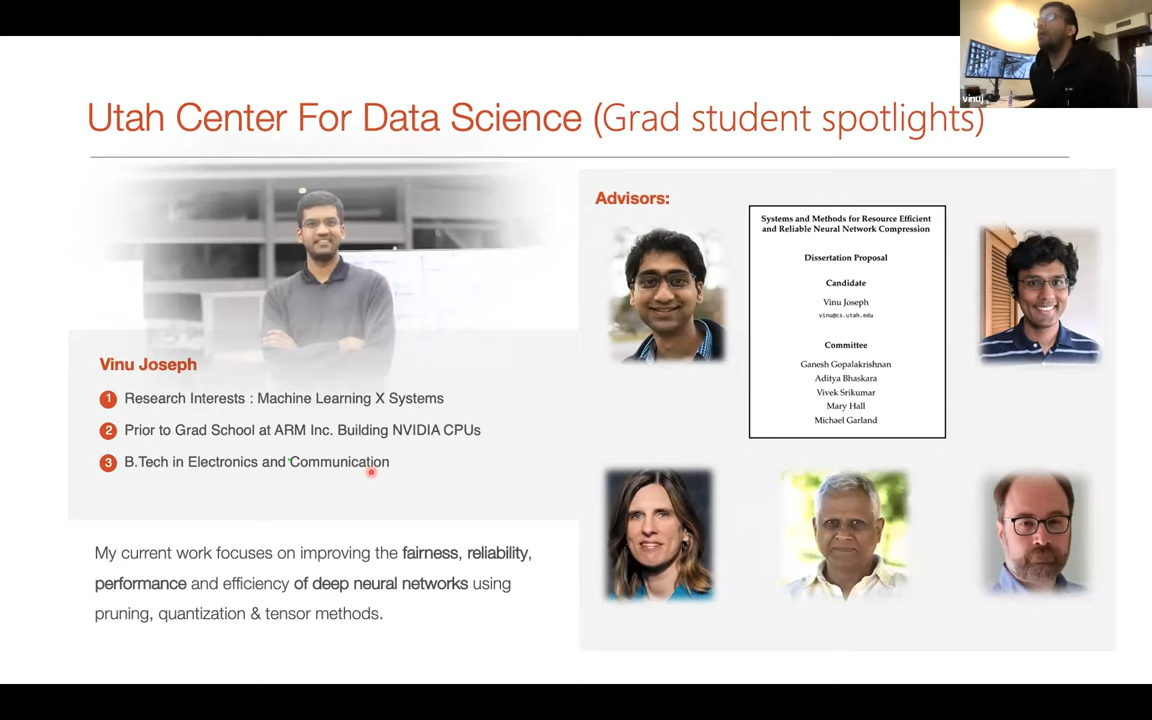 vinuj
Utah Center For Data Science (Grad student spotlights)
Vinu Joseph
1 Research Interests : Machine Learning X Systems
2 Prior to Grad School at ARM Inc. Building NVIDIA CPUs
3 B.Tech in Electronics and Communication
My current work focuses on improving the fairness, reliability,
performance and efficiency of deep neural networks using
pruning, quantization & tensor methods.
Advisors:
Systems and Methods for Resource Efficient
and Reliable Neural Network Compression
Dissertation Proposal
Candidate
Vinu Joseph
vinu@cs.utah.edu
Committee
Ganesh Gopalakrishnan
Aditya Bhaskara
Vivek Srikumar
Mary Hall
Michael Garland